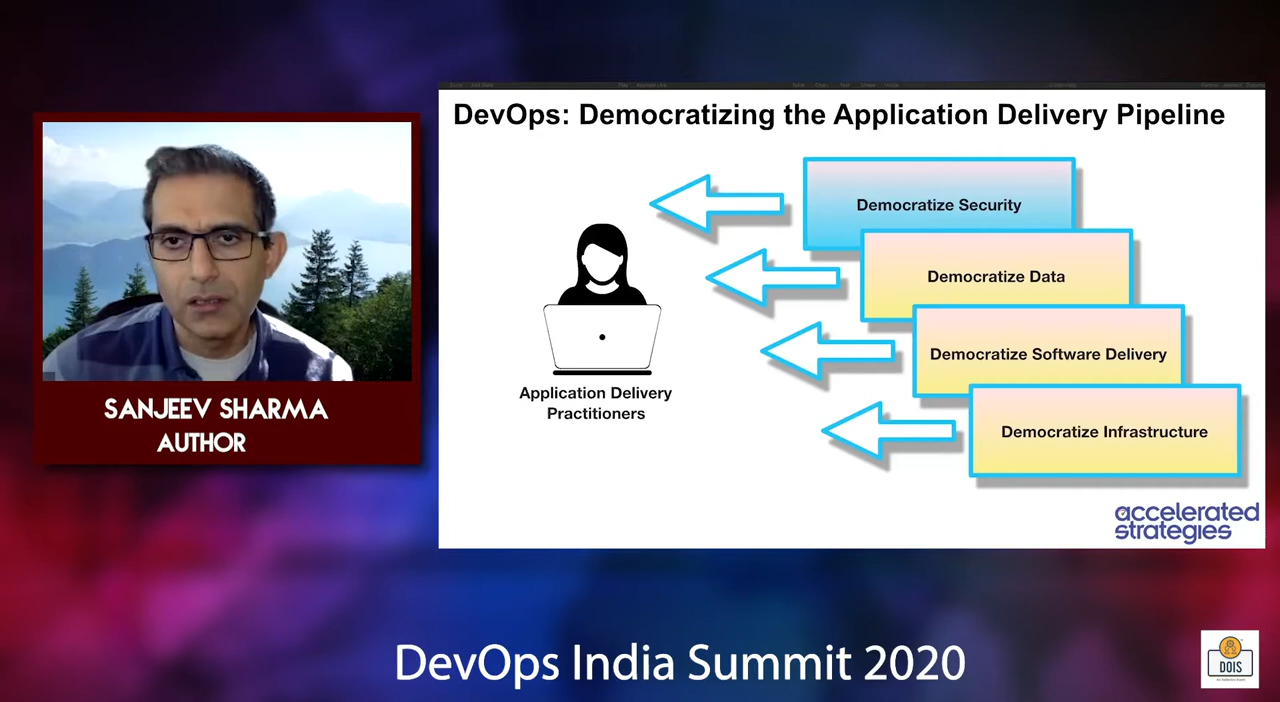 DevOps: Democratizing the Application Delivery Pipeline
Democratize Security
Democratize Data
Democratize Software Delivery
Democratize Infrastructure
Application Delivery
Practitioners
accelerated
strategies
SANJEEV SHARMA
AUTHOR
DevOps India Summit 2020
DOIS